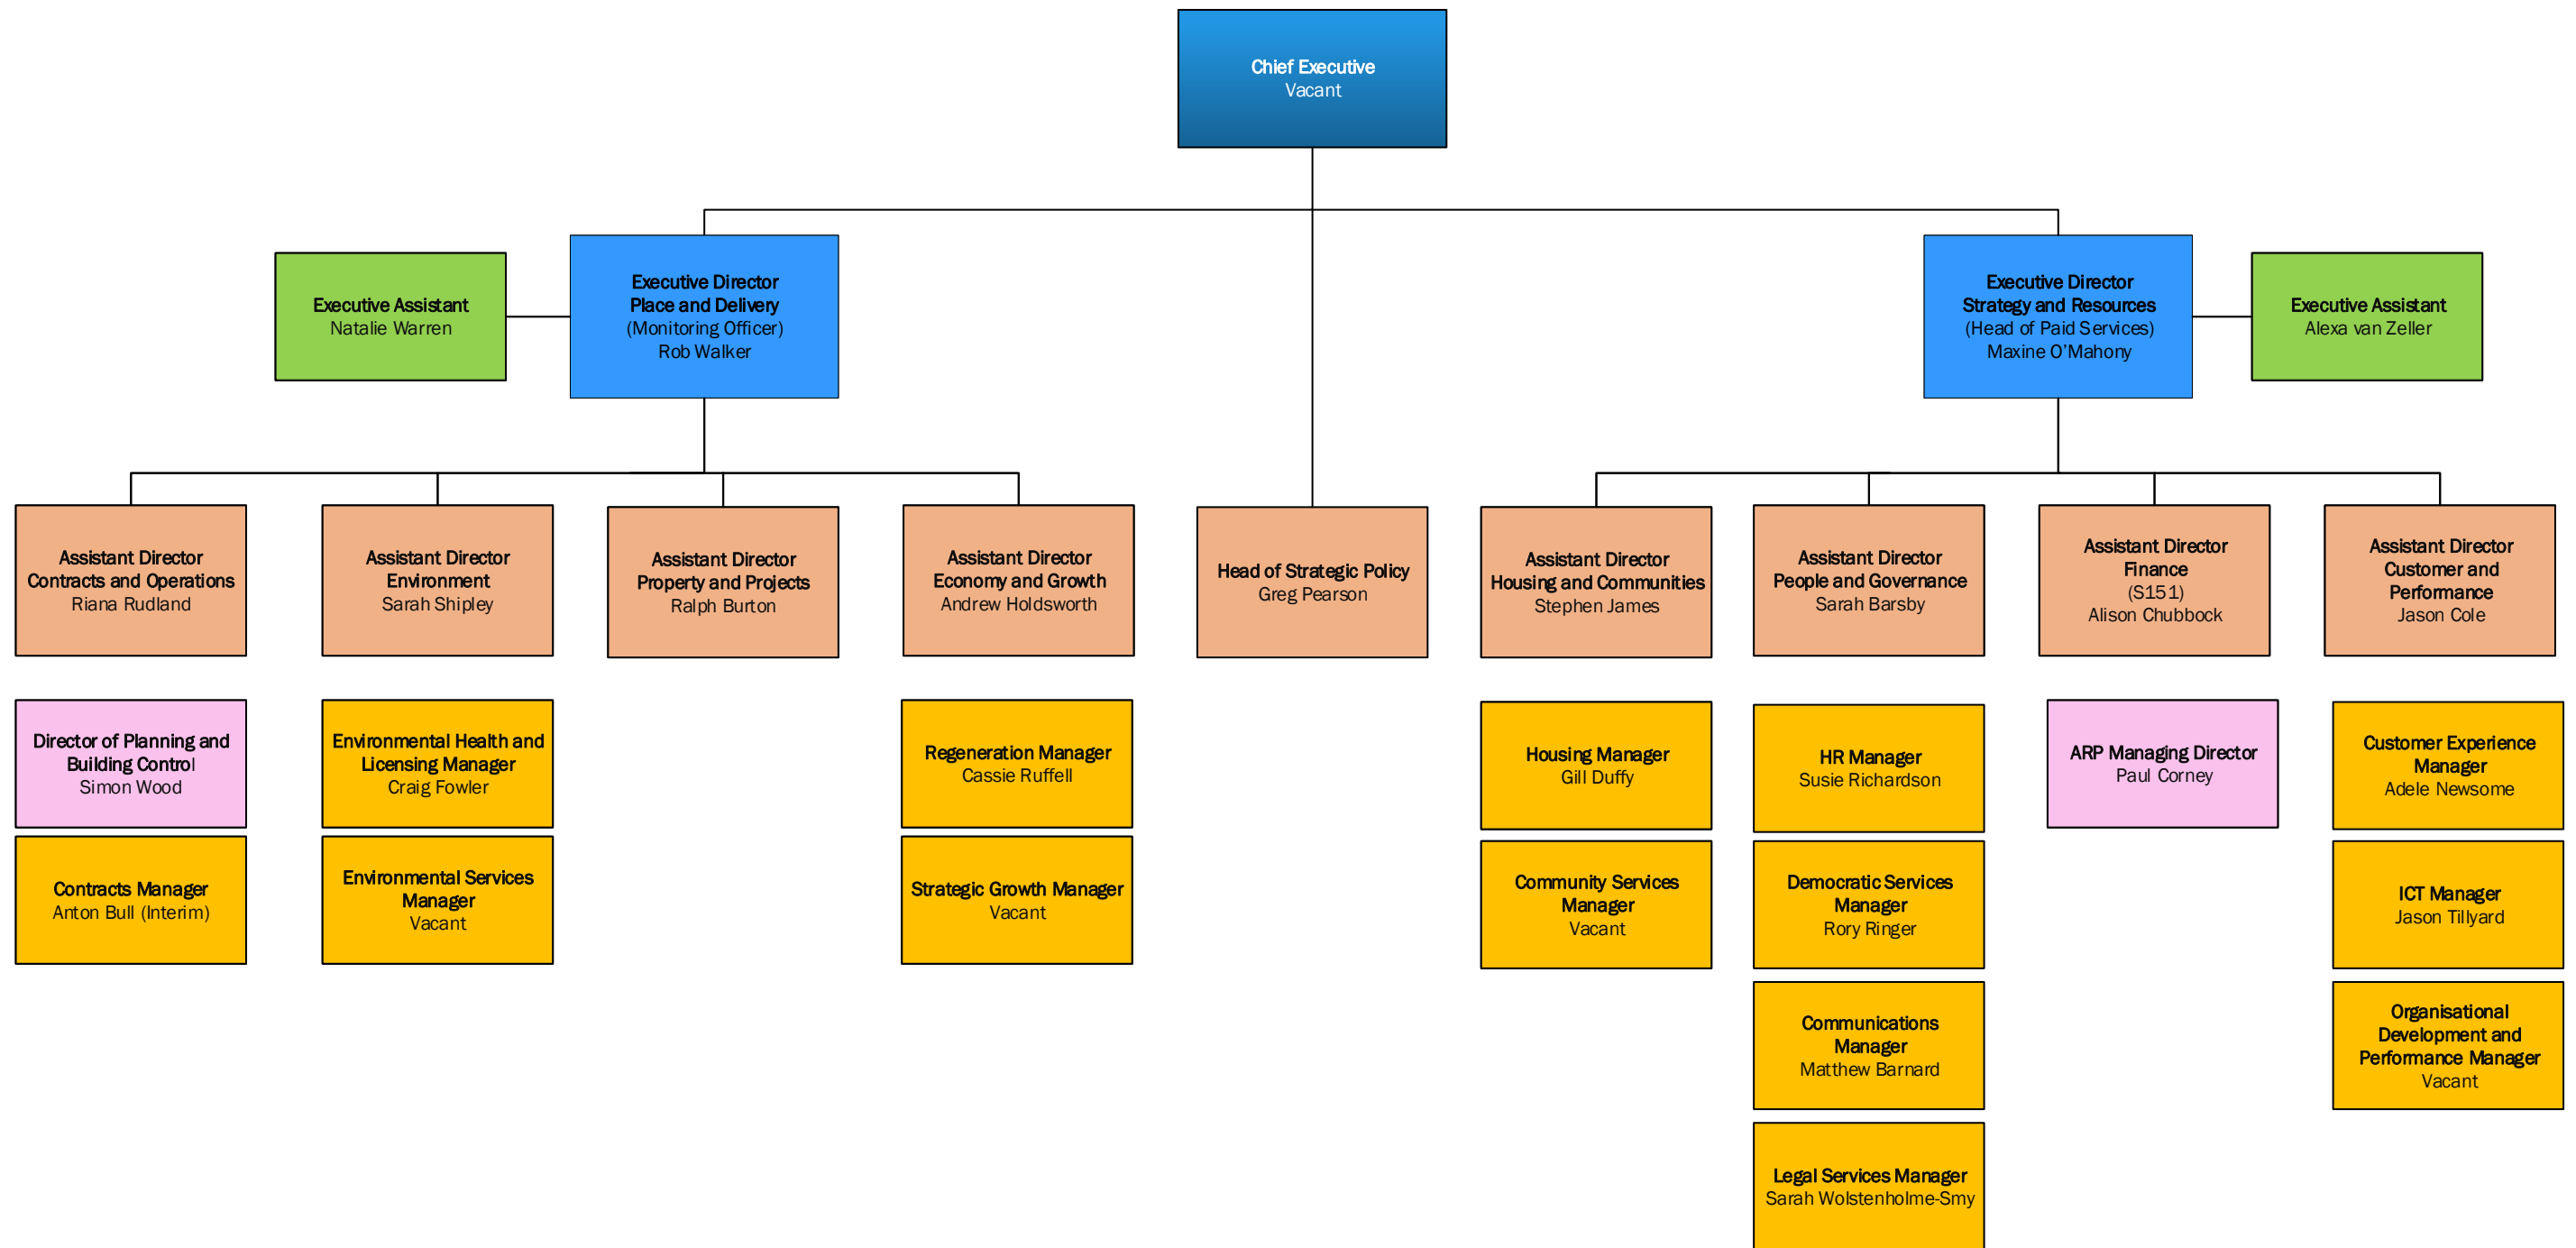 Chief Executive
Vacant
Executive Assistant
Natalie Warren
Executive Director
Place and Delivery
(Monitoring Officer)
Rob Walker
Executive Director
Strategy and Resources
(Head of Paid Services)
Maxine O’Mahony
Executive Assistant
Alexa van Zeller
Assistant Director
Contracts and Operations
Riana Rudland
Assistant Director
Environment
Sarah Shipley
Assistant Director
Property and Projects
Ralph Burton
Assistant Director
Economy and Growth
Andrew Holdsworth
Head of Strategic Policy
Greg Pearson
Assistant Director
Housing and Communities
Stephen James
Assistant Director
People and Governance
Sarah Barsby
Assistant Director
Finance
(S151)
Alison Chubbock
Assistant Director
Customer and
Performance
Jason Cole
Director of Planning and
Building Control
Simon Wood
Environmental Health and
Licensing Manager
Craig Fowler
Regeneration Manager
Cassie Ruffell
Housing Manager
Gill Duffy
HR Manager
Susie Richardson
ARP Managing Director
Paul Corney
Customer Experience
Manager
Adele Newsome
Contracts Manager
Anton Bull (Interim)
Environmental Services
Manager
Vacant
Strategic Growth Manager
Vacant
Community Services
Manager
Vacant
Democratic Services
Manager
Rory Ringer
ICT Manager
Jason Tillyard
Communications
Manager
Matthew Barnard
Organisational
Development and
Performance Manager
Vacant
Legal Services Manager
Sarah Wolstenholme-Smy